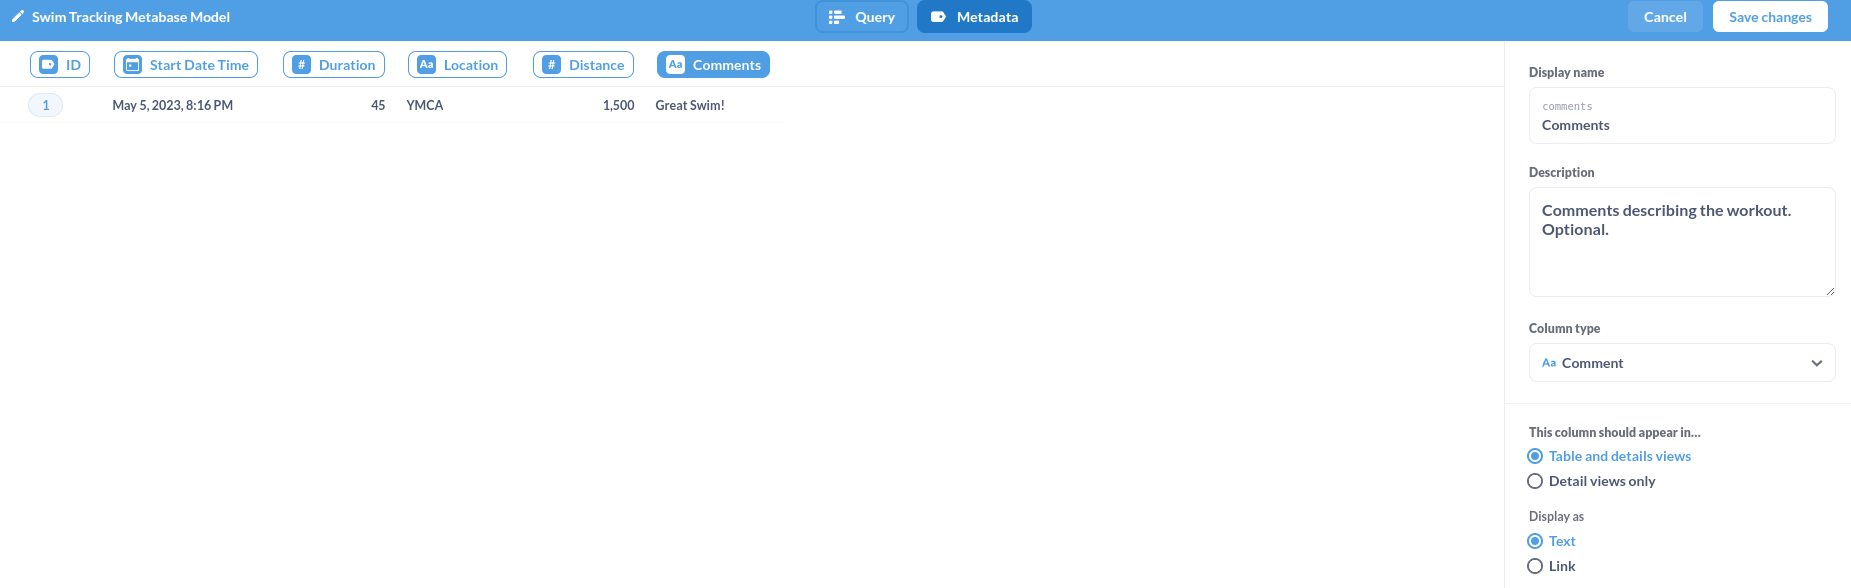 Swim Tracking Metabase Model
Query
Metadata
Cancel
Save changes
ID
Start Date Time
# Duration
Aa Location
# Distance
Aa Comments
1
May 5, 2023, 8:16 PM
45
YMCA
1,500
Great Swim!
Display name
comments
Comments
Description
Comments describing the workout.
Optional.
Column type
Aa Comment
This column should appear in...
Table and details views
Detail views only
Display as
Text
Link